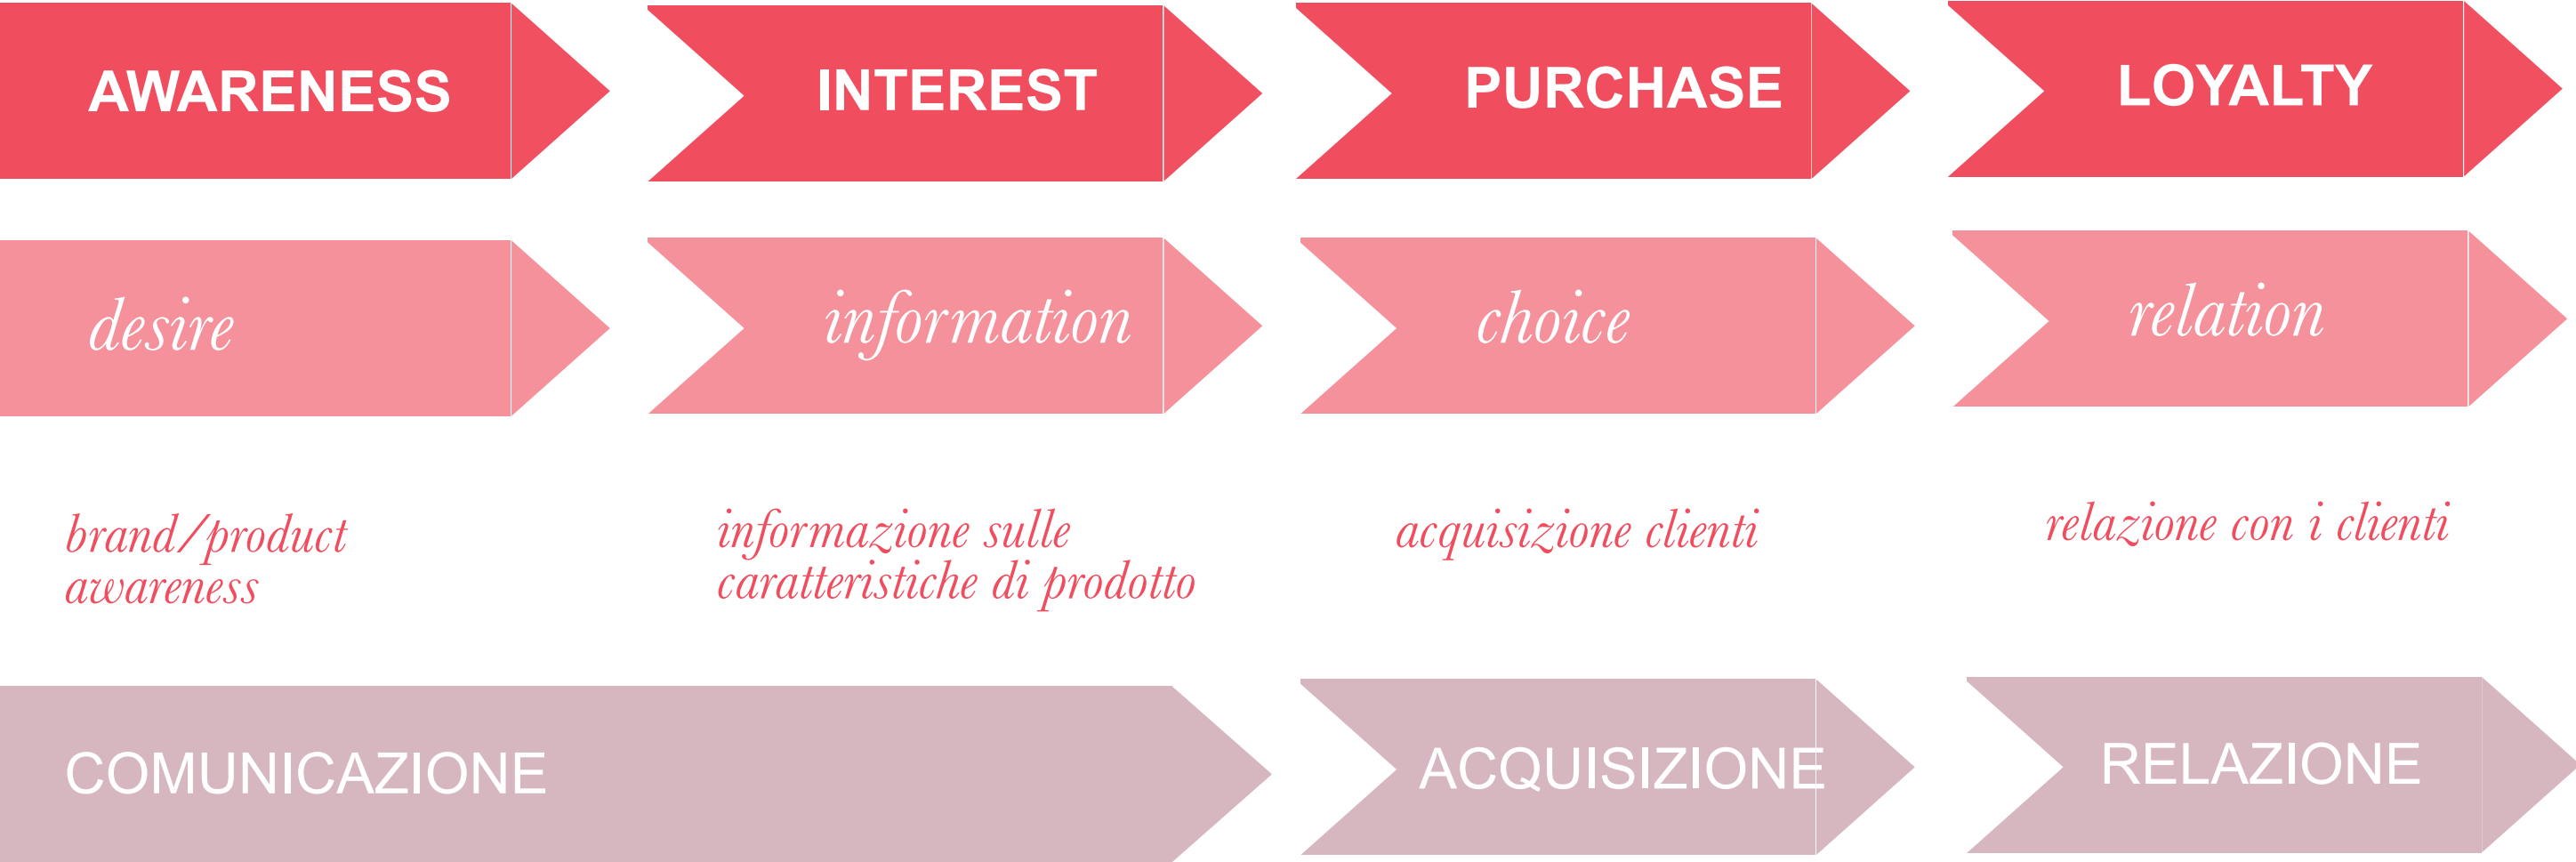 AWARENESS
INTEREST
PURCHASE
LOYALTY
desire
information
choice
relation
brand/product
awareness
informazione sulle
caratteristiche di prodotto
acquisizione clienti
relazione con i clienti
COMUNICAZIONE
ACQUISIZIONE
RELAZIONE